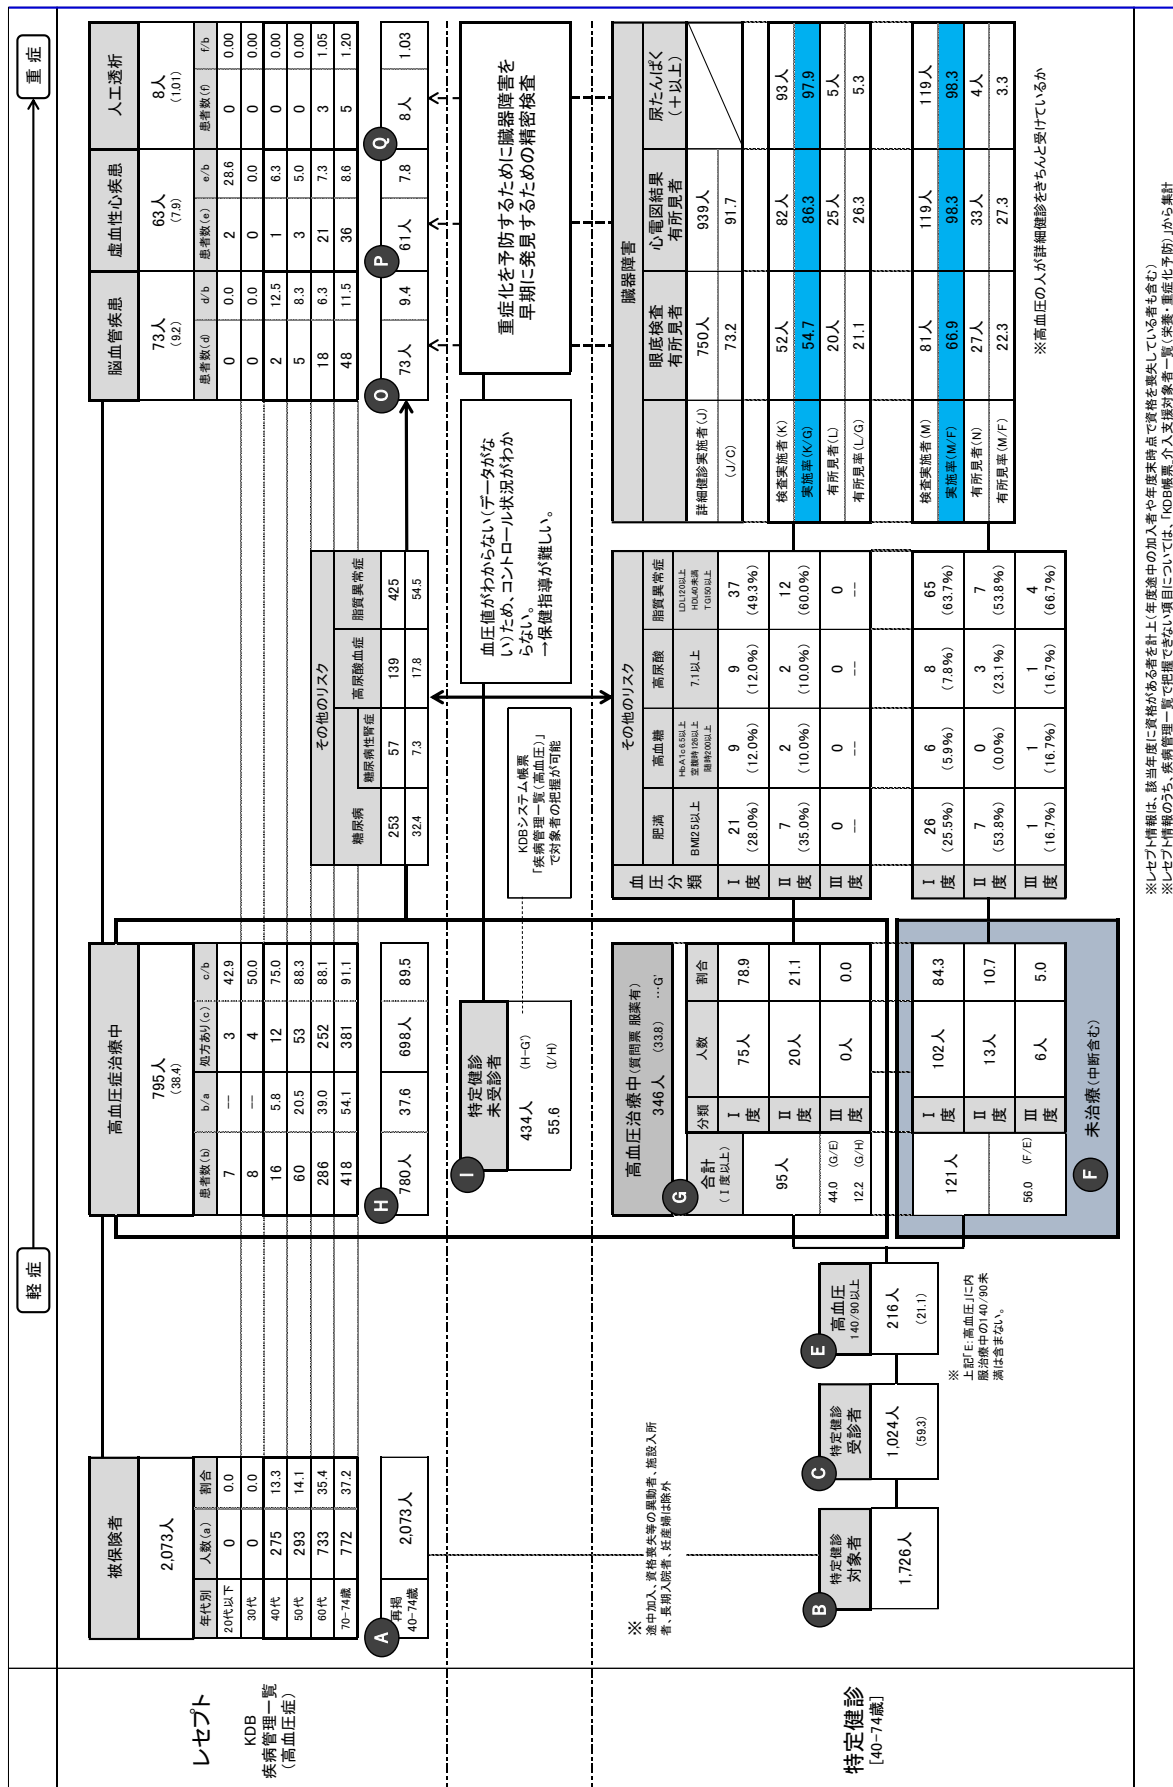 軽症
重症
レセプト
KDB
疾病管理一覧
（高血圧症）
被保険者
2,073人
年代別 人数(a) 割合
20代以下 0 0.0
30代 0 0.0
40代 275 13.3
50代 293 14.1
60代 733 35.4
70-74歳 772 37.2
A
再掲
40-74歳
2,073人
高血圧症治療中
795人
(38.4)
患者数(b) b/a 処方あり(c) c/b
7 -- 3 42.9
8 -- 4 50.0
16 5.8 12 75.0
60 20.5 53 88.3
286 39.0 252 88.1
418 54.1 381 91.1
H
780人 37.6 698人 89.5
その他のリスク
糖尿病 糖尿病性腎症 高尿酸血症 脂質異常症
253 57 139 425
32.4 7.3 17.8 54.5
脳血管疾患 虚血性心疾患 人工透析
73人 63人 8人
(9.2) (7.9) (1.01)
患者数(d) d/b 患者数(e) e/b 患者数(f) f/b
0 0.0 2 28.6 0 0.00
0 0.0 0 0.0 0 0.00
2 12.5 1 6.3 0 0.00
5 8.3 3 5.0 0 0.00
18 6.3 21 7.3 3 1.05
48 11.5 36 8.6 5 1.20
O P Q
73人 9.4 61人 7.8 8人 1.03
I
特定健診
未受診者
434人 (H-G')
55.6 (I/H)
KDBシステム帳票
「疾病管理一覧（高血圧）」
で対象者の把握が可能
血圧値がわからない（データがな
い）ため、コントロール状況がわか
らない。
→保健指導が難しい。
重症化を予防するために臓器障害を
早期に発見するための精密検査
特定健診
[40-74歳]
※
途中加入、資格喪失等の異動者、施設入所
者、長期入院者、妊産婦は除外
B
特定健診
対象者
1,726人
C
特定健診
受診者
1,024人
(59.3)
E
高血圧
140/90以上
216人
(21.1)
※
上記「E:高血圧」に内
服治療中の140/90未
満は含まない。
高血圧治療中(質問票 服薬有)
346人 (33.8) …G'
G
合計
(Ⅰ度以上)
分類 人数 割合
95人
44.0 (G/E)
12.2 (G/H)
Ⅰ度 75人 78.9
Ⅱ度 20人 21.1
Ⅲ度 0人 0.0
121人
56.0 (F/E)
Ⅰ度 102人 84.3
Ⅱ度 13人 10.7
Ⅲ度 6人 5.0
F
未治療(中断含む)
血圧分類
その他のリスク
肥満 高血糖 高尿酸 脂質異常症
BMI25以上
HbA1c6.5以上
空腹時126以上
随時200以上
7.1以上
LDL120以上
HDL40未満
TG150以上
Ⅰ度 21 9 9 37
(28.0%) (12.0%) (12.0%) (49.3%)
Ⅱ度 7 2 2 12
(35.0%) (10.0%) (10.0%) (60.0%)
Ⅲ度 0 0 0 0
-- -- -- --
Ⅰ度 26 6 8 65
(25.5%) (5.9%) (7.8%) (63.7%)
Ⅱ度 7 0 3 7
(53.8%) (0.0%) (23.1%) (53.8%)
Ⅲ度 1 1 1 4
(16.7%) (16.7%) (16.7%) (66.7%)
臓器障害
眼底検査
有所見者
心電図結果
有所見者
尿たんぱく
（＋以上）
詳細健診実施者(J) 750人 939人
(J/C) 73.2 91.7
検査実施者(K) 52人 82人 93人
実施率(K/G) 54.7 86.3 97.9
有所見者(L) 20人 25人 5人
有所見率(L/G) 21.1 26.3 5.3
検査実施者(M) 81人 119人 119人
実施率(M/F) 66.9 98.3 98.3
有所見者(N) 27人 33人 4人
有所見率(M/F) 22.3 27.3 3.3
※高血圧の人が詳細健診をきちんと受けているか
※レセプト情報は、該当年度に資格がある者を計上（年度途中の加入者や年度末時点で資格を喪失している者も含む）
※レセプト情報のうち、疾病管理一覧で把握できない項目については、「KDB帳票_介入支援対象者一覧（栄養・重症化予防）」から集計